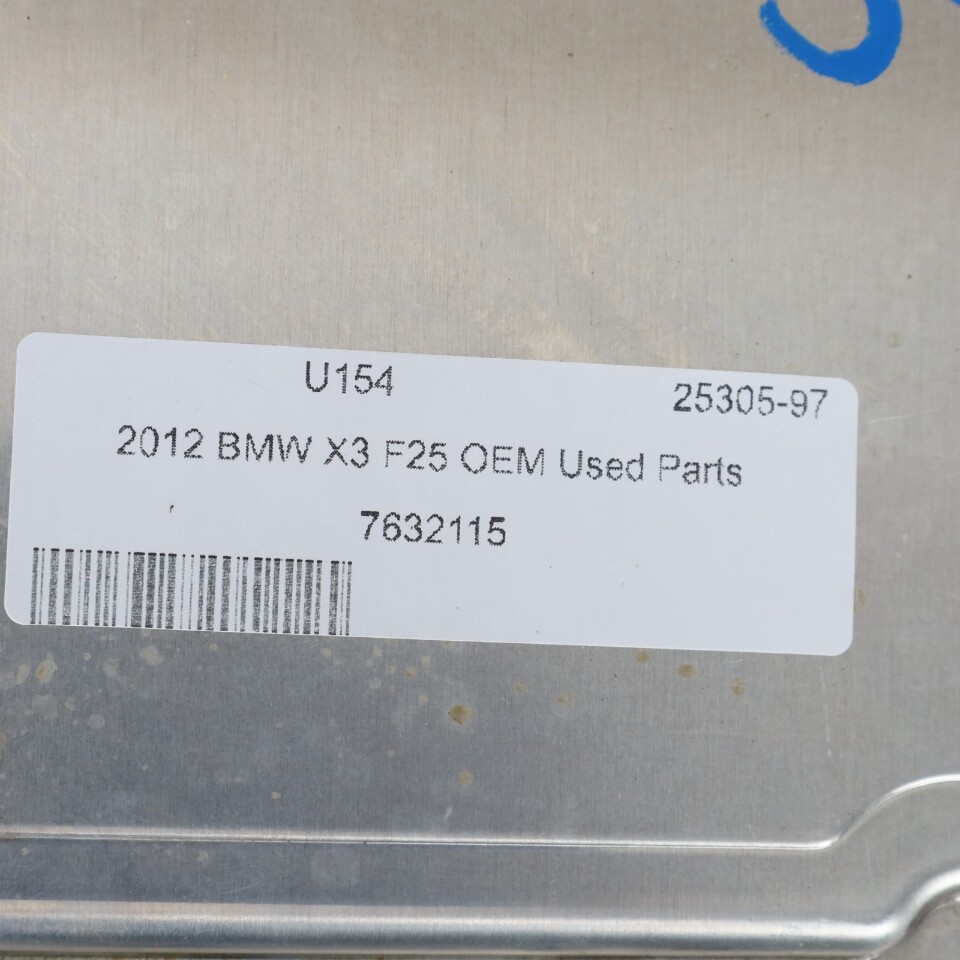 U154 25305-97
2012 BMW X3 F25 OEM Used Parts
7632115